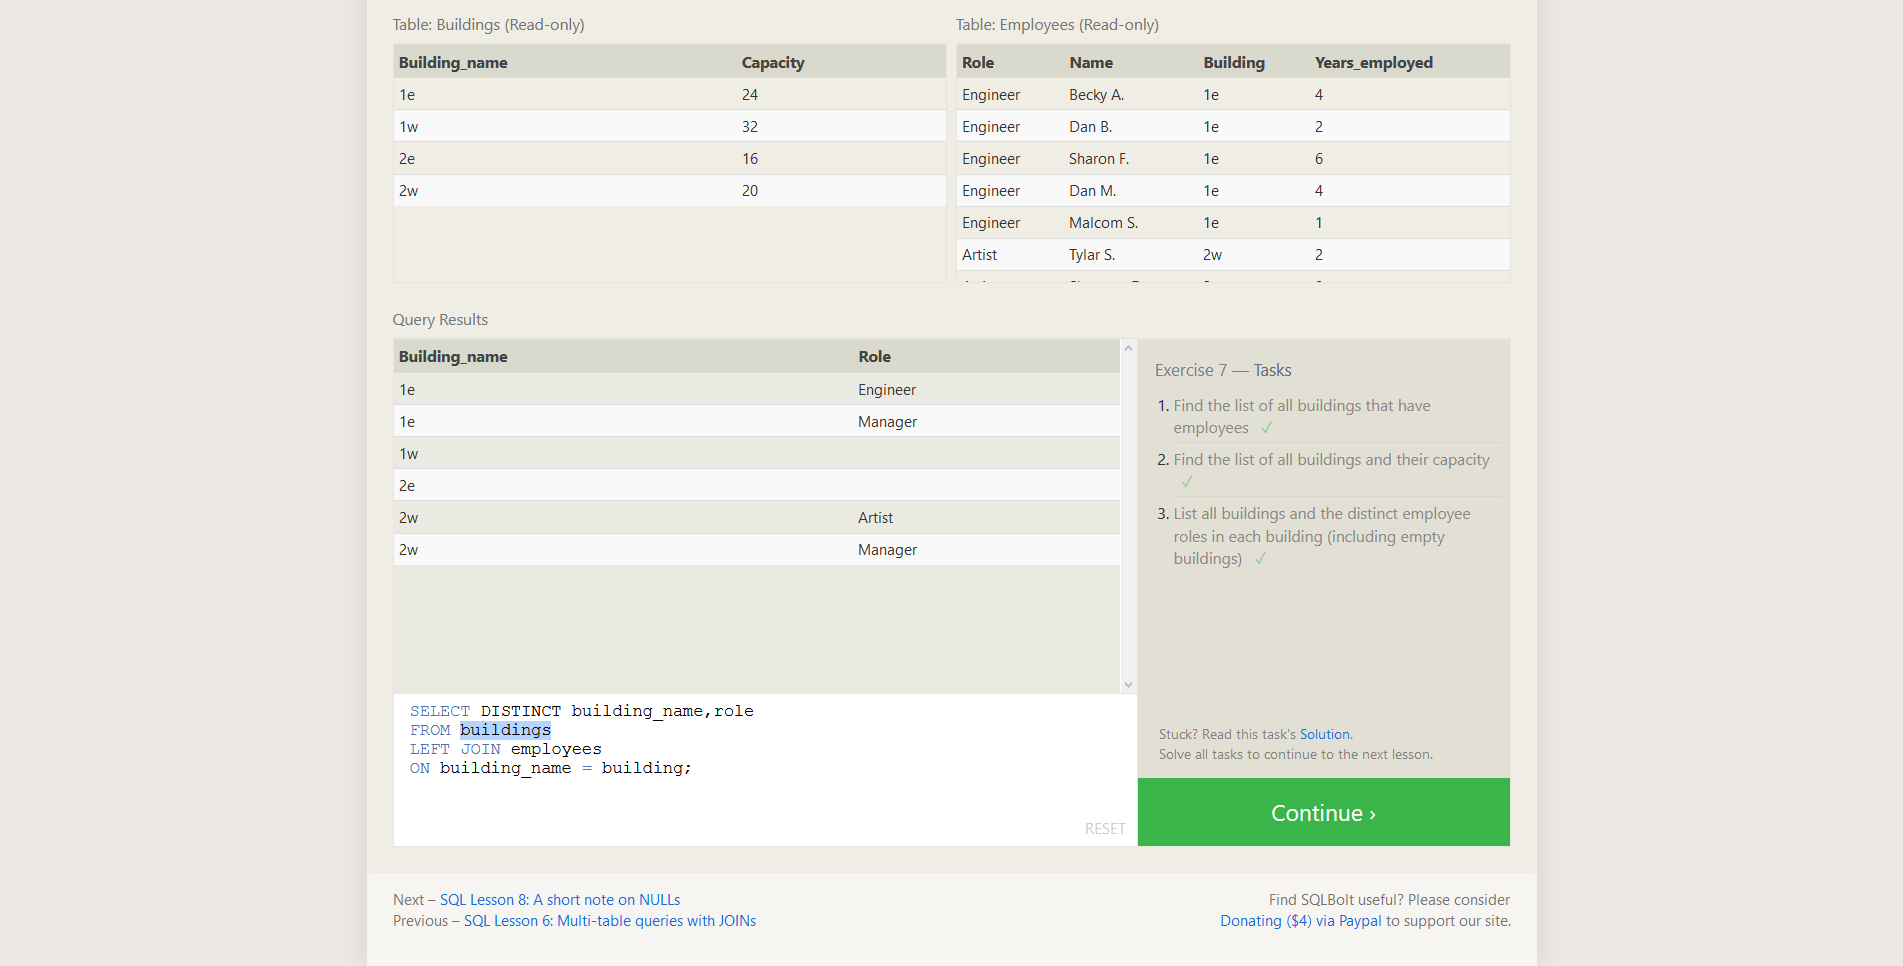 Table: Buildings (Read-only)
Building_name Capacity
1e 24
1w 32
2e 16
2w 20
Table: Employees (Read-only)
Role Name Building Years_employed
Engineer Becky A. 1e 4
Engineer Dan B. 1e 2
Engineer Sharon F. 1e 6
Engineer Dan M. 1e 4
Engineer Malcom S. 1e 1
Artist Tylar S. 2w 2
Query Results
Building_name Role
1e Engineer
1e Manager
1w
2e
2w Artist
2w Manager
SELECT DISTINCT building_name,role
FROM buildings
LEFT JOIN employees
ON building_name = building;
RESET
Exercise 7 — Tasks
1. Find the list of all buildings that have
employees ✓
2. Find the list of all buildings and their capacity
✓
3. List all buildings and the distinct employee
roles in each building (including empty
buildings) ✓
Stuck? Read this task's Solution.
Solve all tasks to continue to the next lesson.
Continue ›
Next – SQL Lesson 8: A short note on NULLs
Previous – SQL Lesson 6: Multi-table queries with JOINs
Find SQLBolt useful? Please consider
Donating ($4) via Paypal to support our site.